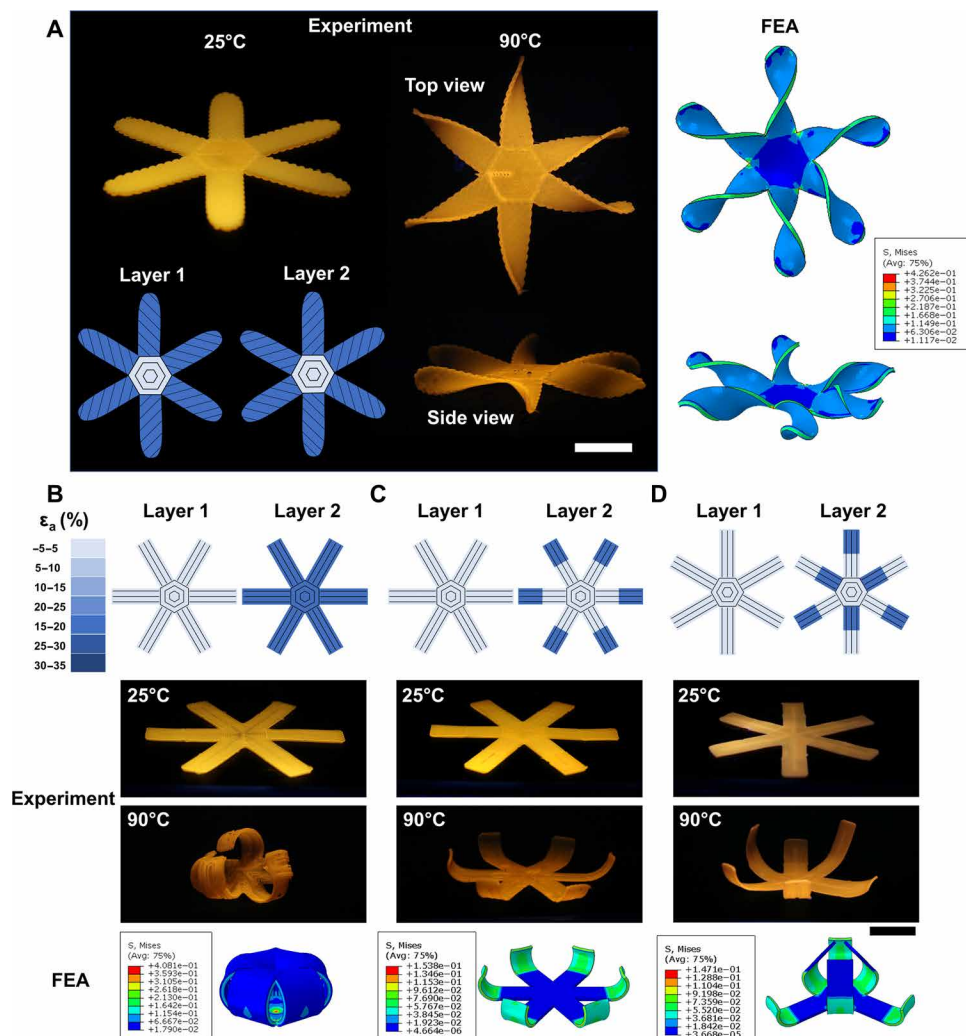 A
Experiment
25°C
90°C
FEA
Top view
Layer 1
Layer 2
Side view
S, Mises
(Avg: 75%)
+4.262e−01
+3.744e−01
+3.225e−01
+2.706e−01
+2.187e−01
+1.668e−01
+1.149e−01
+6.306e−02
+1.117e−02
B
C
D
εa (%)
−5–5
5–10
10–15
20–25
15–20
25–30
30–35
Layer 1
Layer 2
Layer 1
Layer 2
Layer 1
Layer 2
Experiment
25°C
25°C
25°C
90°C
90°C
90°C
FEA
S, Mises
(Avg: 75%)
+4.081e−01
+3.593e−01
+3.105e−01
+2.618e−01
+2.130e−01
+1.642e−01
+1.154e−01
+6.667e−02
+1.790e−02
S, Mises
(Avg: 75%)
+1.538e−01
+1.346e−01
+1.153e−01
+9.612e−02
+7.690e−02
+5.767e−02
+3.845e−02
+1.923e−02
+4.664e−06
S, Mises
(Avg: 75%)
+1.471e−01
+1.288e−01
+1.104e−01
+9.198e−02
+7.359e−02
+5.520e−02
+3.681e−02
+1.842e−02
+3.668e−05